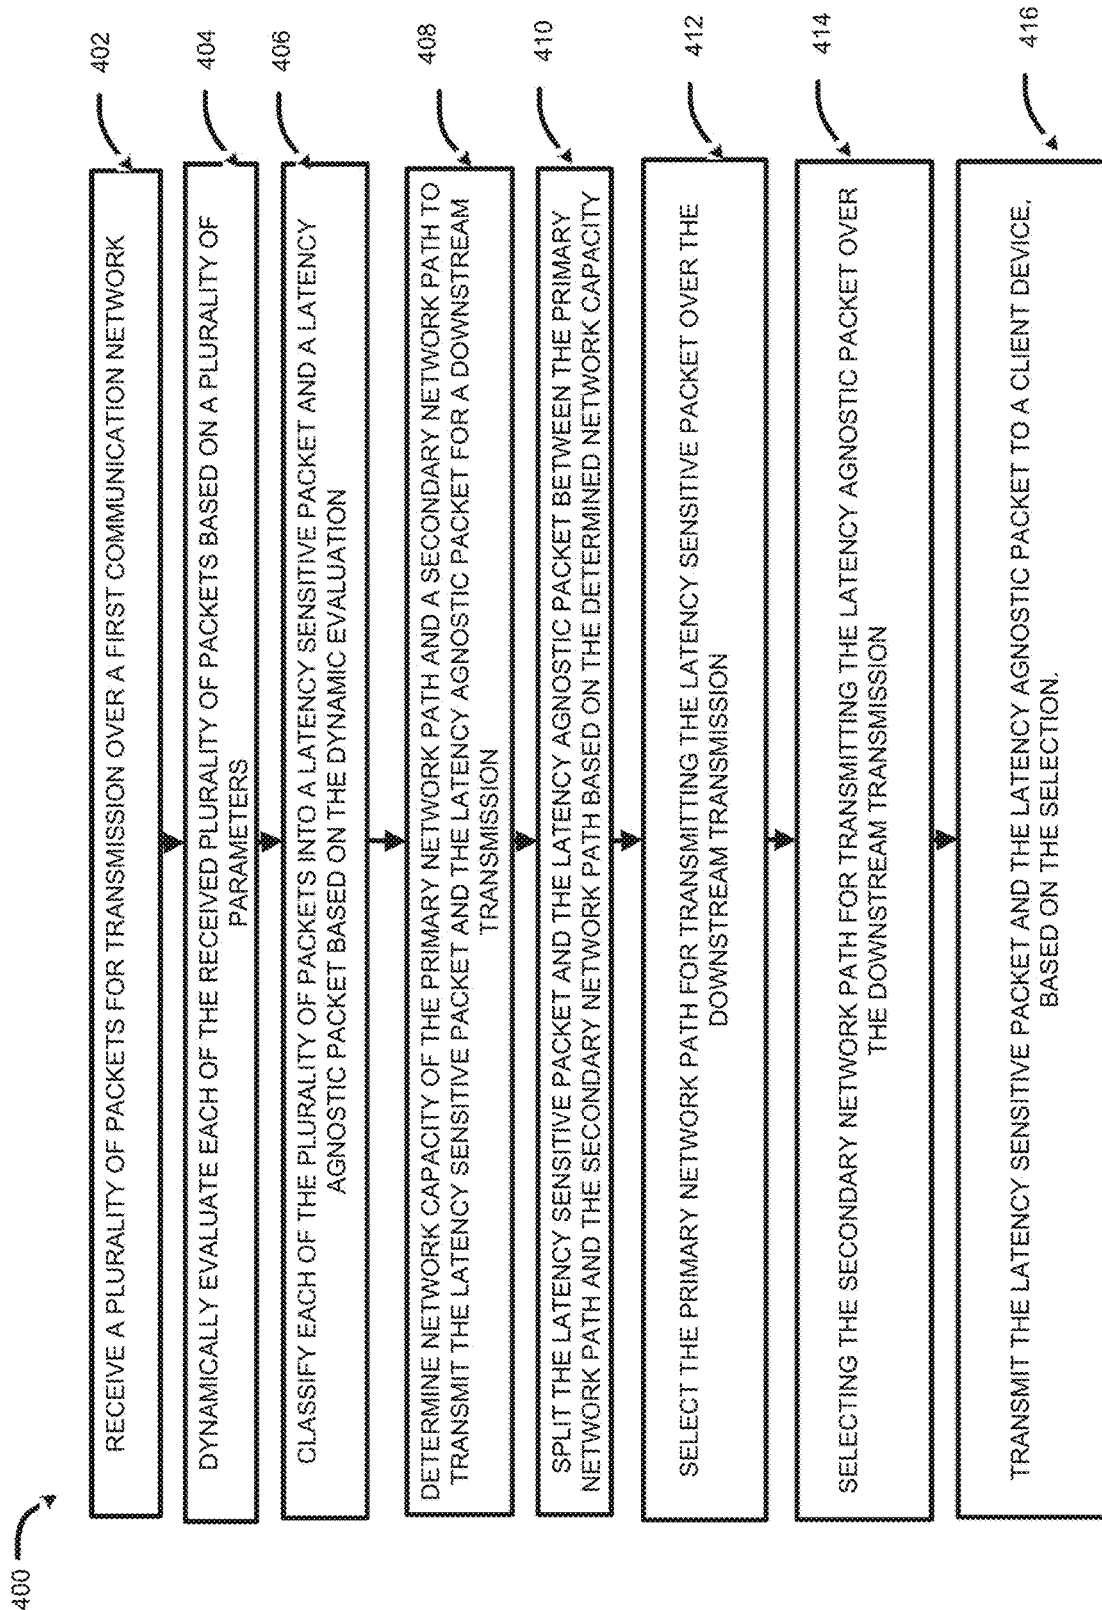 400
RECEIVE A PLURALITY OF PACKETS FOR TRANSMISSION OVER A FIRST COMMUNICATION NETWORK
402
DYNAMICALLY EVALUATE EACH OF THE RECEIVED PLURALITY OF PACKETS BASED ON A PLURALITY OF
PARAMETERS
404
CLASSIFY EACH OF THE PLURALITY OF PACKETS INTO A LATENCY SENSITIVE PACKET AND A LATENCY
AGNOSTIC PACKET BASED ON THE DYNAMIC EVALUATION
406
DETERMINE NETWORK CAPACITY OF THE PRIMARY NETWORK PATH AND A SECONDARY NETWORK PATH TO
TRANSMIT THE LATENCY SENSITIVE PACKET AND THE LATENCY AGNOSTIC PACKET FOR A DOWNSTREAM
TRANSMISSION
408
SPLIT THE LATENCY SENSITIVE PACKET AND THE LATENCY AGNOSTIC PACKET BETWEEN THE PRIMARY
NETWORK PATH AND THE SECONDARY NETWORK PATH BASED ON THE DETERMINED NETWORK CAPACITY
410
SELECT THE PRIMARY NETWORK PATH FOR TRANSMITTING THE LATENCY SENSITIVE PACKET OVER THE
DOWNSTREAM TRANSMISSION
412
SELECTING THE SECONDARY NETWORK PATH FOR TRANSMITTING THE LATENCY AGNOSTIC PACKET OVER
THE DOWNSTREAM TRANSMISSION
414
TRANSMIT THE LATENCY SENSITIVE PACKET AND THE LATENCY AGNOSTIC PACKET TO A CLIENT DEVICE,
BASED ON THE SELECTION.
416